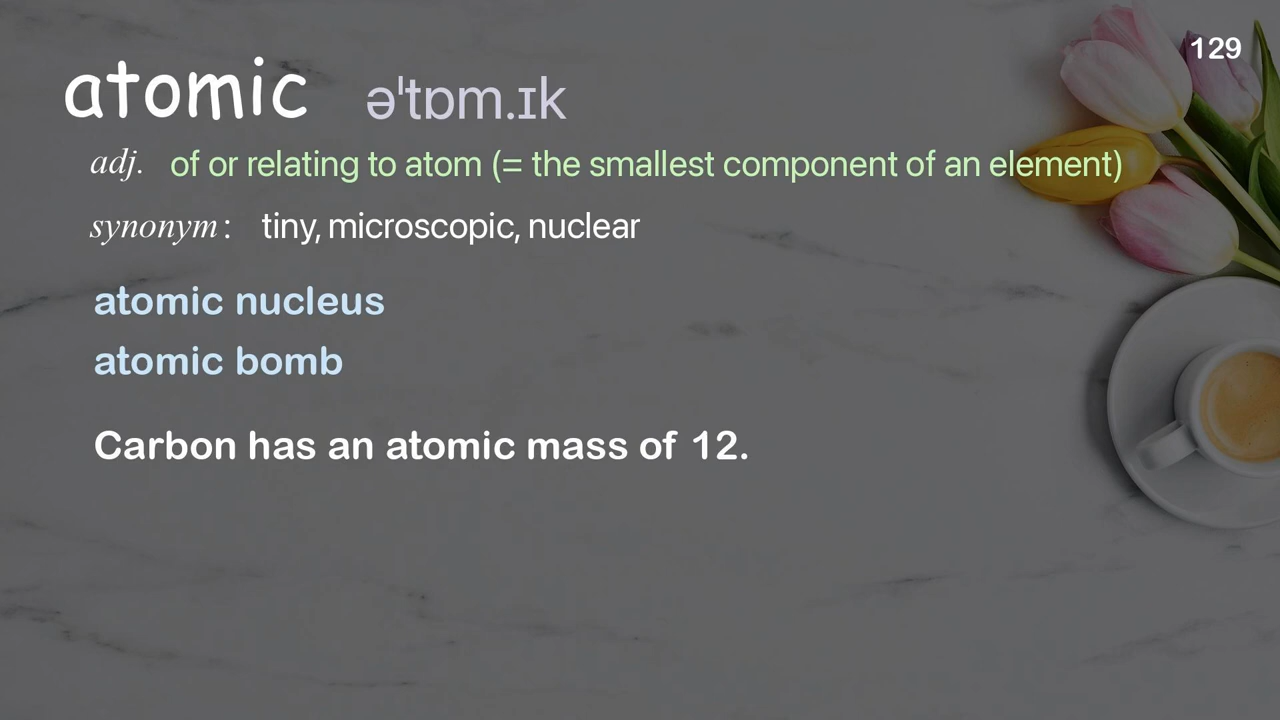 129
atomic əˈtɒm.ɪk
adj. of or relating to atom (= the smallest component of an element)
synonym: tiny, microscopic, nuclear
atomic nucleus
atomic bomb
Carbon has an atomic mass of 12.